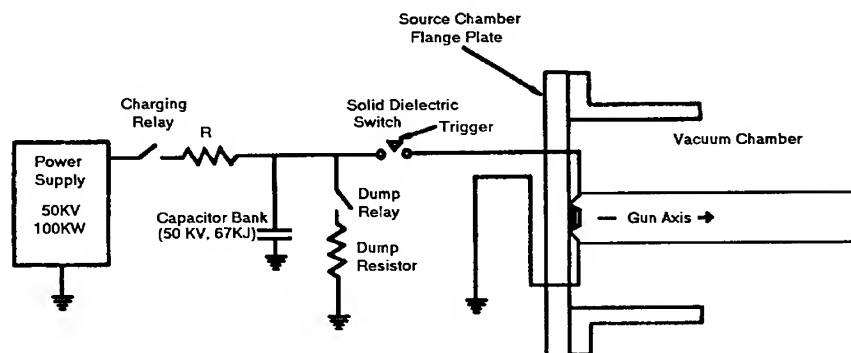 Source Chamber
Flange Plate
Charging
Relay
R
Solid Dielectric
Switch
Trigger
Vacuum Chamber
Power
Supply
50KV
100KW
Capacitor Bank
(50 KV, 67KJ)
Dump
Relay
Dump
Resistor
Gun Axis